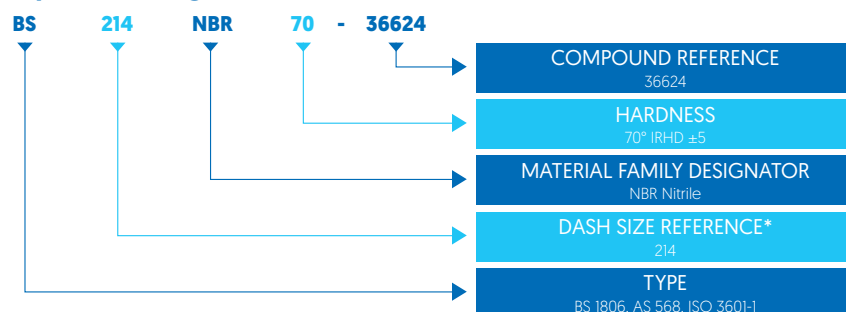 BS 214 NBR 70 - 36624
COMPOUND REFERENCE
36624
HARDNESS
70° IRHD ±5
MATERIAL FAMILY DESIGNATOR
NBR Nitrile
DASH SIZE REFERENCE*
214
TYPE
BS 1806, AS 568, ISO 3601-1